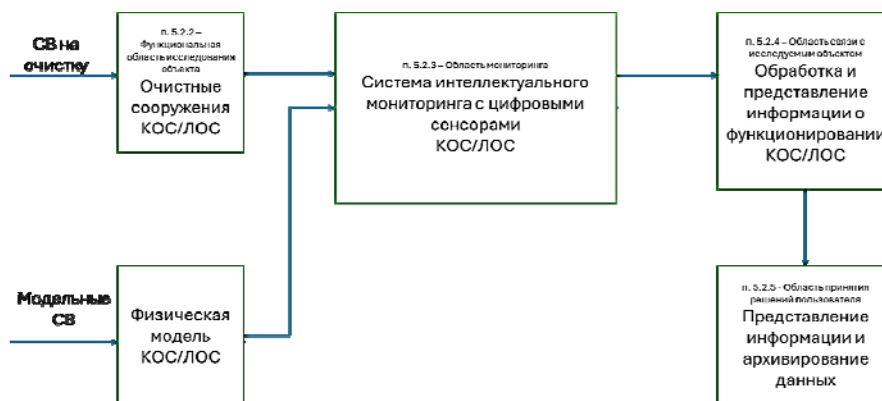 СВ на
очистку
п. 5.2.2 –
Функциональная
область исследования
объекта
Очистные
сооружения
КОС/ЛОС
п. 5.2.3 – Область мониторинга
Система интеллектуального
мониторинга с цифровыми
сенсорами
КОС/ЛОС
п. 5.2.4 – Область связи с
исследуемым объектом
Обработка и
представление
информации о
функционировании
КОС/ЛОС
Модельные
СВ
Физическая
модель
КОС/ЛОС
п. 5.2.5 - Область принятия
решений пользователя
Представление
информации и
архивирование
данных